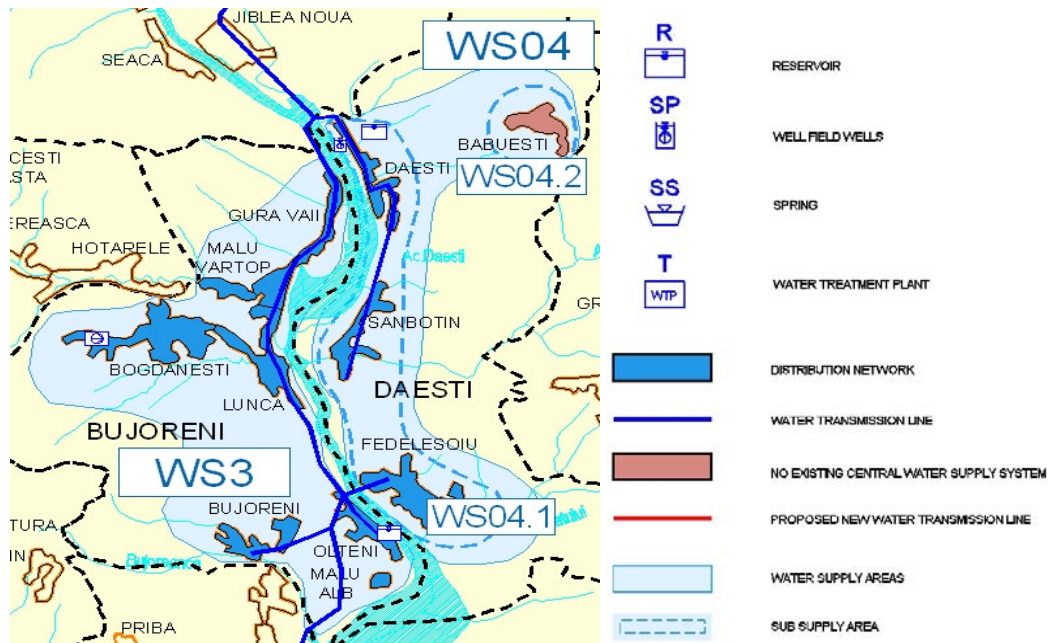 JIBLEA NOUA
SEACA
WS04
BABUESTI
WS04.2
DAESTI
CESTI
ASTA
GURA VAII
EREASCA
HOTARELE
MALU
VARTOP
Ac.Daesti
GR
SANBOTIN
BOGDANESTI
LUNCA
DAESTI
BUJORENI
FEDELESOIU
WS3
BUJORENI
WS04.1
TURA
OLTENI
IN
MALU
ALB
PRIBA
R
RESERVOIR
SP
WELL FIELD WELLS
SS
SPRING
T
WTP
WATER TREATMENT PLANT
DISTRIBUTION NETWORK
WATER TRANSMISSION LINE
NO EXISTING CENTRAL WATER SUPPLY SYSTEM
PROPOSED NEW WATER TRANSMISSION LINE
WATER SUPPLY AREAS
SUB SUPPLY AREA